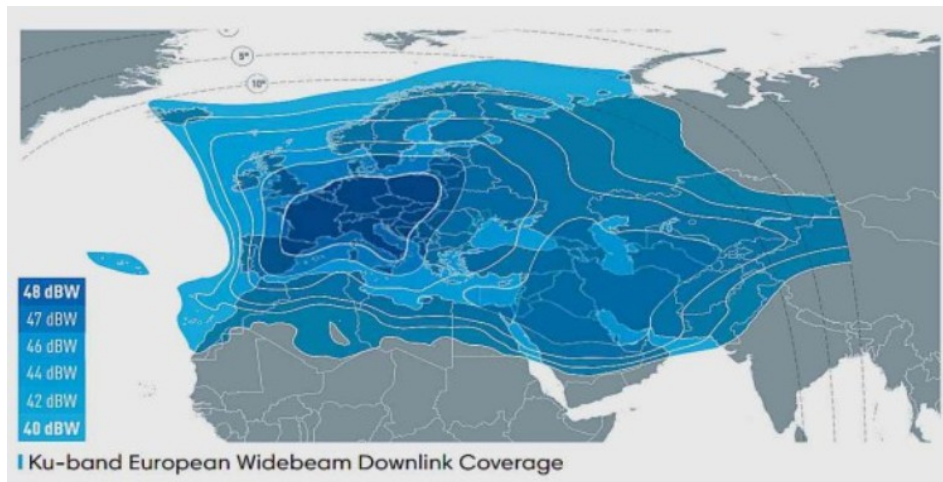 5°
10°
48 dBW
47 dBW
46 dBW
44 dBW
42 dBW
40 dBW
Ku-band European Widebeam Downlink Coverage